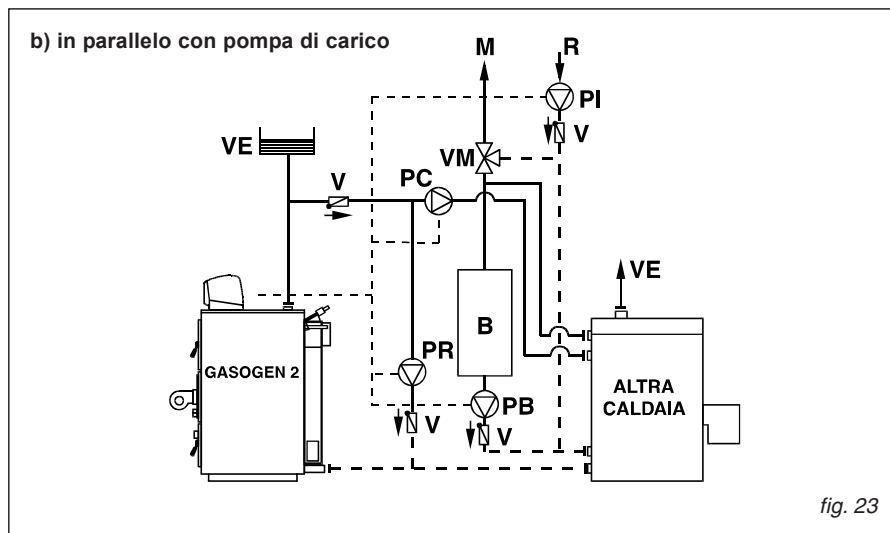 b) in parallelo con pompa di carico
M
R
PI
V
VE
VM
V
PC
VE
B
PR
GASOGEN 2
ALTRA
CALDAIA
PB
V
V
fig. 23